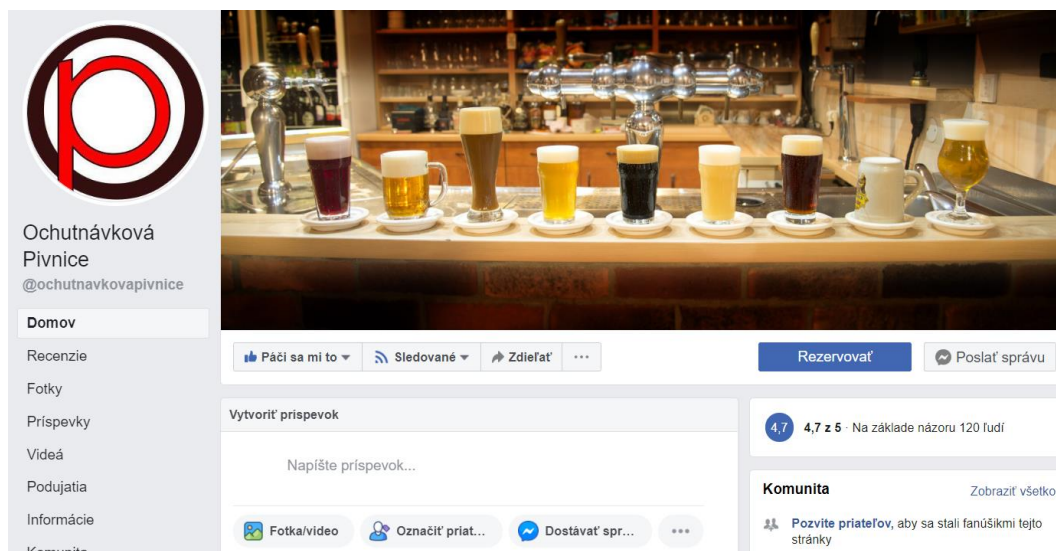 Ochutnávková
Pivnice
@ochutnavkovapivnice
Domov
Recenzie
Fotky
Príspevky
Videá
Podujatia
Informácie
Komunita
Páči sa mi to
Sledované
Zdieľať
Rezervovať
Poslať správu
Vytvoriť príspevok
Napíšte príspevok...
Fotka/video
Označiť priat...
Dostávať spr...
4,7
4,7 z 5 · Na základe názoru 120 ľudí
Komunita
Zobraziť všetko
Pozvite priateľov, aby sa stali fanúšikmi tejto
stránky